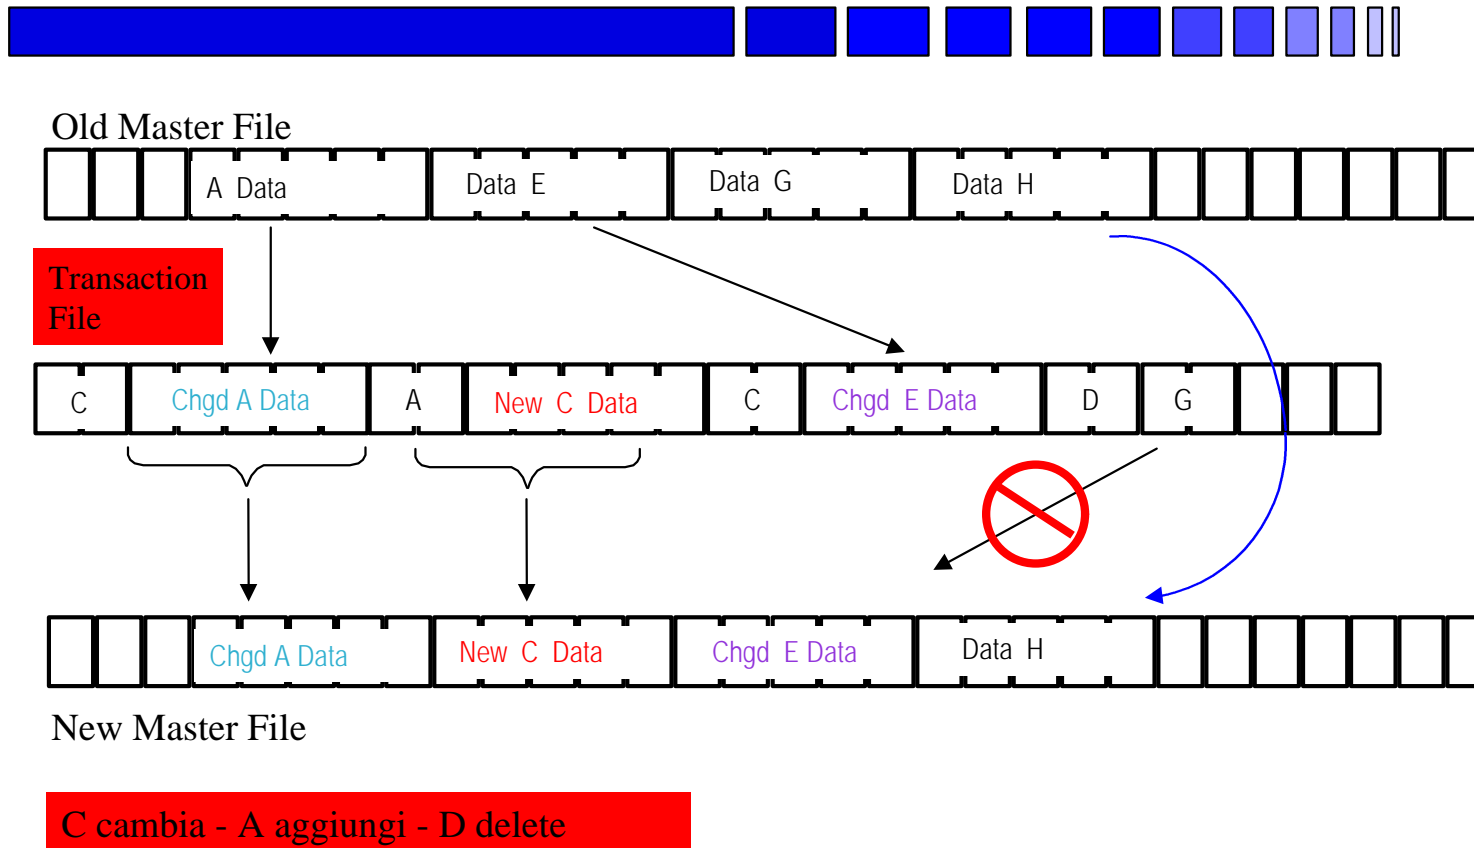 Old Master File
A Data Data E Data G Data H
Transaction
File
C Chgd A Data A New C Data C Chgd E Data D G
Chgd A Data New C Data Chgd E Data Data H
New Master File
C cambia - A aggiungi - D delete